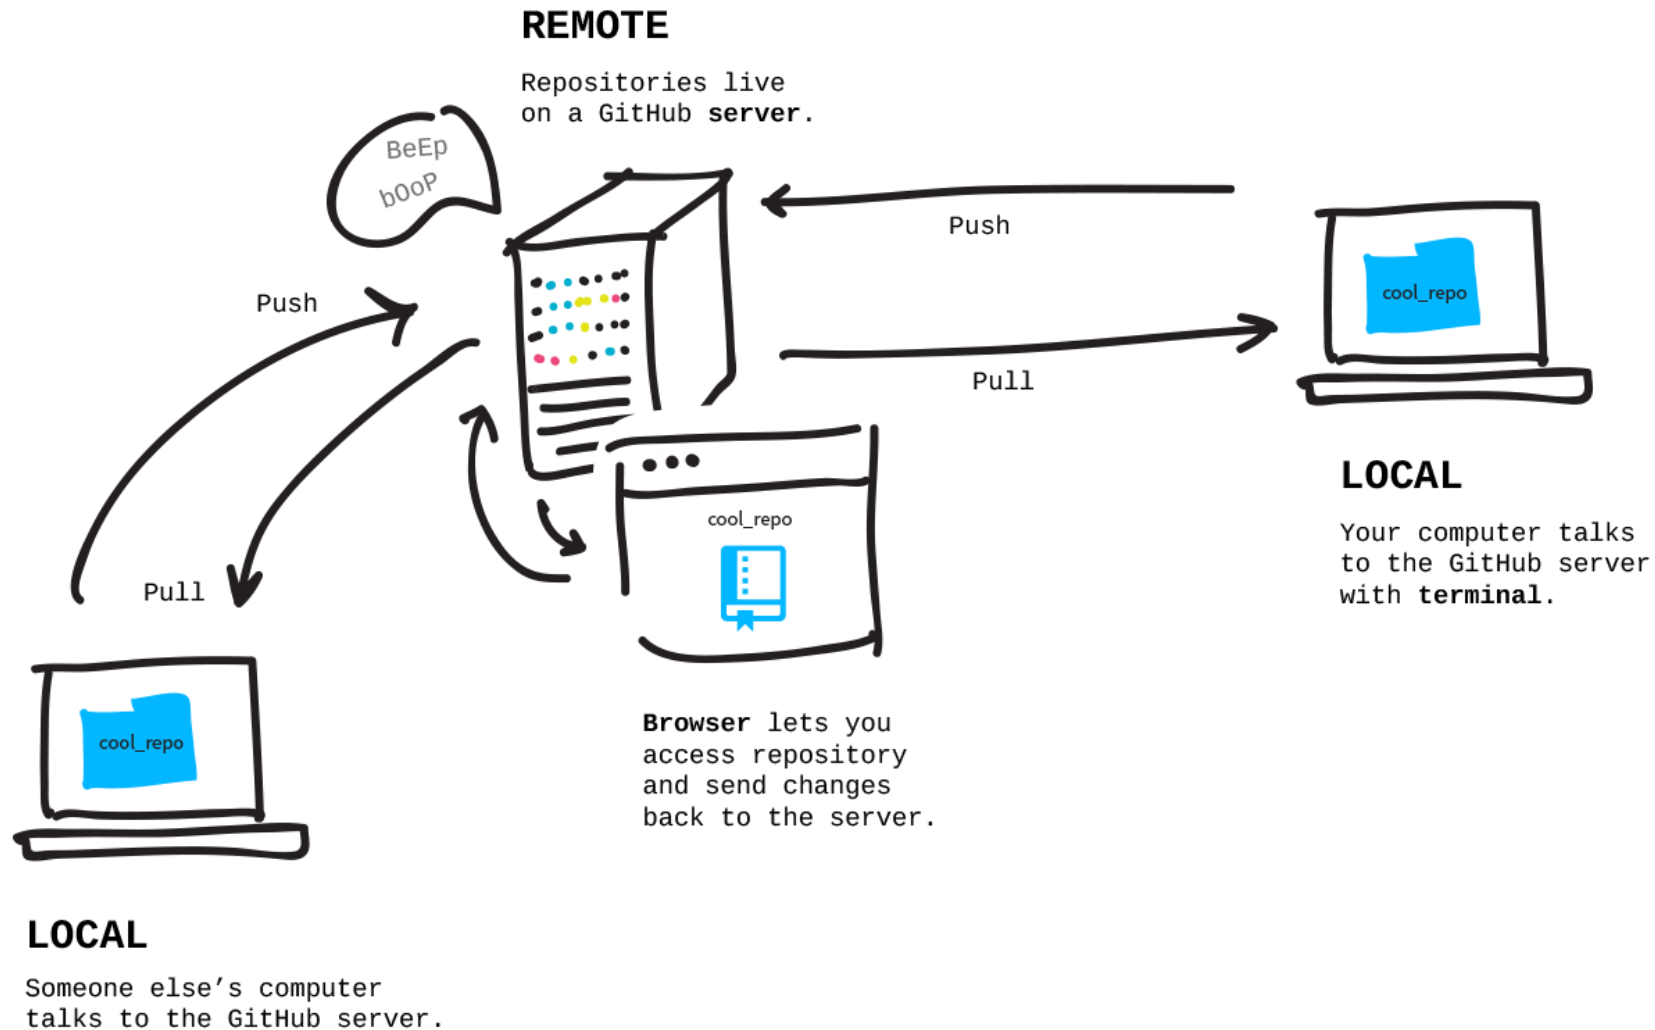 REMOTE
Repositories live
on a GitHub server.
BeEp
bOoP
Push
Pull
cool_repo
LOCAL
Your computer talks
to the GitHub server
with terminal.
Push
Pull
cool_repo
Browser lets you
access repository
and send changes
back to the server.
cool_repo
LOCAL
Someone else’s computer
talks to the GitHub server.